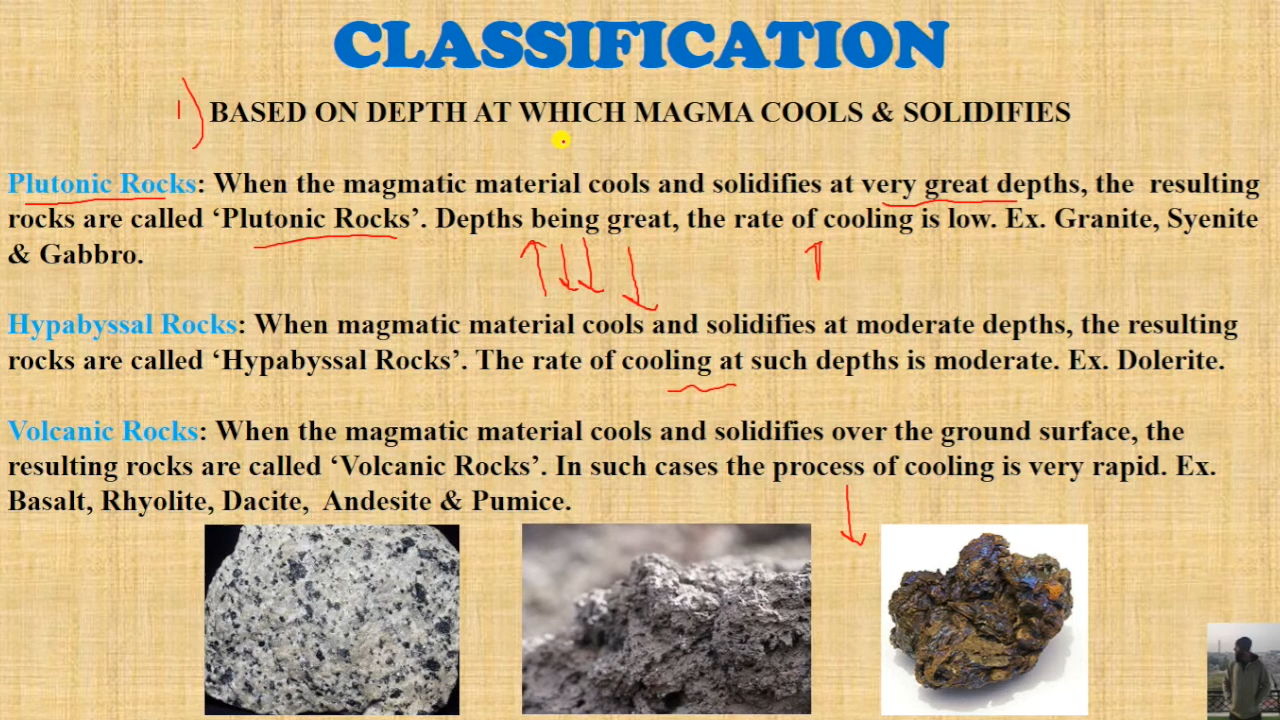 CLASSIFICATION
1) BASED ON DEPTH AT WHICH MAGMA COOLS & SOLIDIFIES
Plutonic Rocks: When the magmatic material cools and solidifies at very great depths, the resulting
rocks are called ‘Plutonic Rocks’. Depths being great, the rate of cooling is low. Ex. Granite, Syenite
& Gabbro.
Hypabyssal Rocks: When magmatic material cools and solidifies at moderate depths, the resulting
rocks are called ‘Hypabyssal Rocks’. The rate of cooling at such depths is moderate. Ex. Dolerite.
Volcanic Rocks: When the magmatic material cools and solidifies over the ground surface, the
resulting rocks are called ‘Volcanic Rocks’. In such cases the process of cooling is very rapid. Ex.
Basalt, Rhyolite, Dacite, Andesite & Pumice.